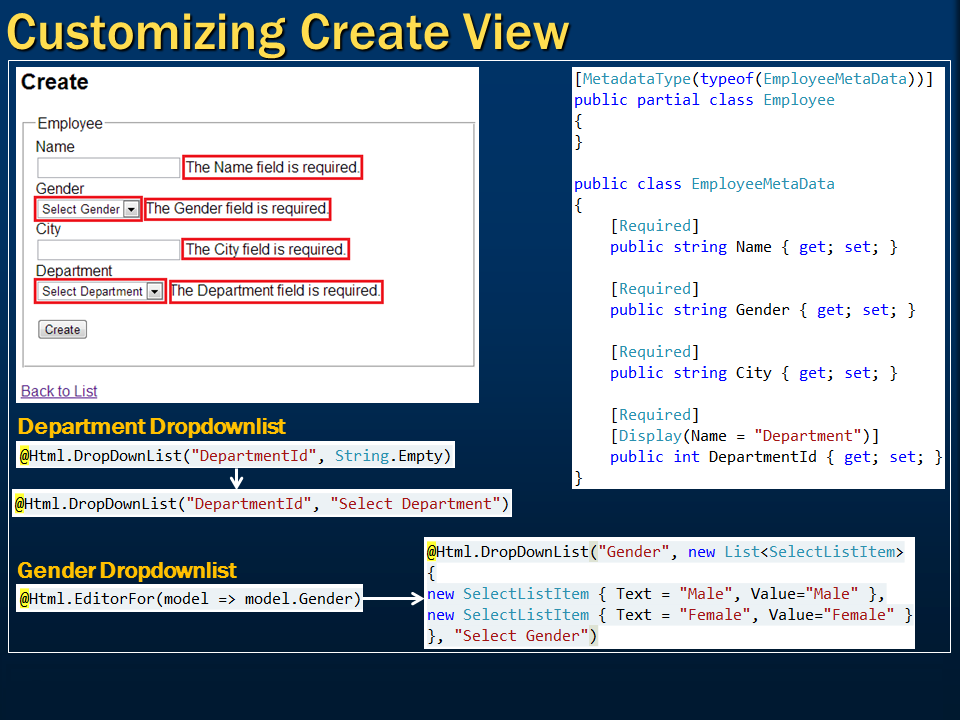 Customizing Create View
Create
Employee
Name
The Name field is required.
Gender
Select Gender
The Gender field is required.
City
The City field is required.
Department
Select Department
The Department field is required.
Create
Back to List
[MetadataType(typeof(EmployeeMetaData))]
public partial class Employee
{
}
public class EmployeeMetaData
{
[Required]
public string Name { get; set; }
[Required]
public string Gender { get; set; }
[Required]
public string City { get; set; }
[Required]
[Display(Name = "Department")]
public int DepartmentId { get; set; }
}
Department Dropdownlist
@Html.DropDownList("DepartmentId", String.Empty)
@Html.DropDownList("DepartmentId", "Select Department")
Gender Dropdownlist
@Html.EditorFor(model => model.Gender)
@Html.DropDownList("Gender", new List<SelectListItem>
{
new SelectListItem { Text = "Male", Value="Male" },
new SelectListItem { Text = "Female", Value="Female" }
}, "Select Gender")